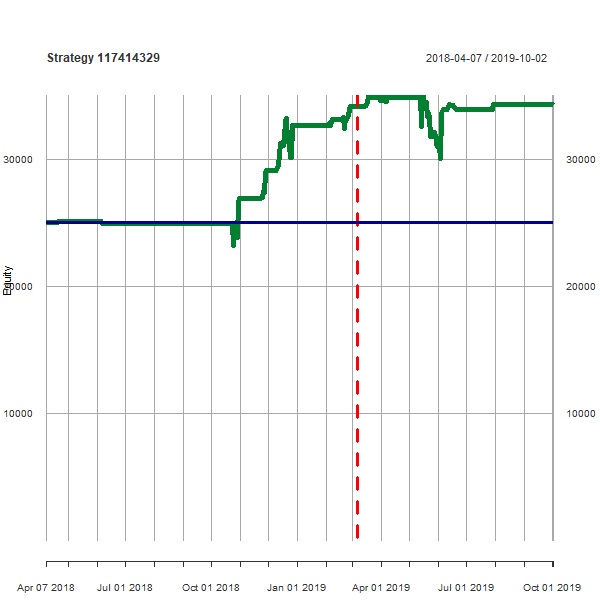 Strategy 117414329 2018-04-07 / 2019-10-02
30000 30000
Equity
20000 20000
10000 10000
Apr 07 2018 Jul 01 2018 Oct 01 2018 Jan 01 2019 Apr 01 2019 Jul 01 2019 Oct 01 2019